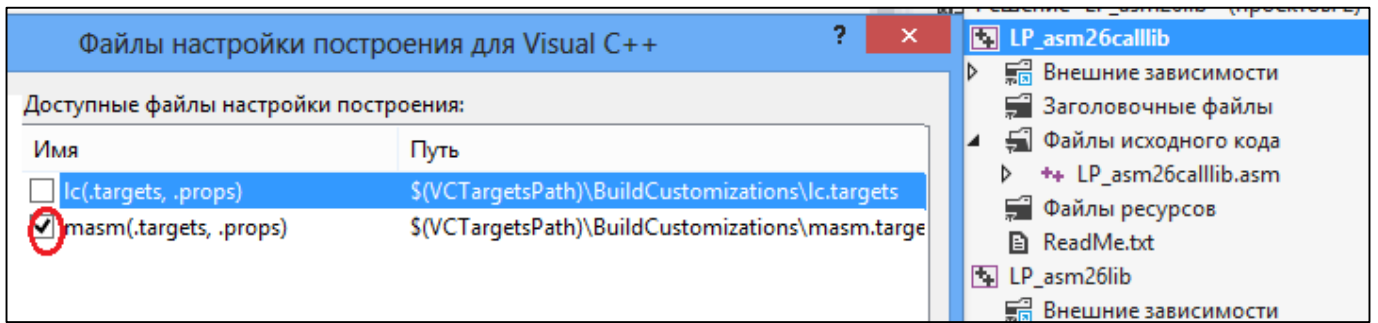 Файлы настройки построения для Visual C++
?
×
Доступные файлы настройки построения:
Имя Путь
lc(.targets, .props) $(VCTargetsPath)\BuildCustomizations\lc.targets
masm(.targets, .props) $(VCTargetsPath)\BuildCustomizations\masm.targe
LP_asm26calllib
Внешние зависимости
Заголовочные файлы
Файлы исходного кода
LP_asm26calllib.asm
Файлы ресурсов
ReadMe.txt
LP_asm26lib
Внешние зависимости